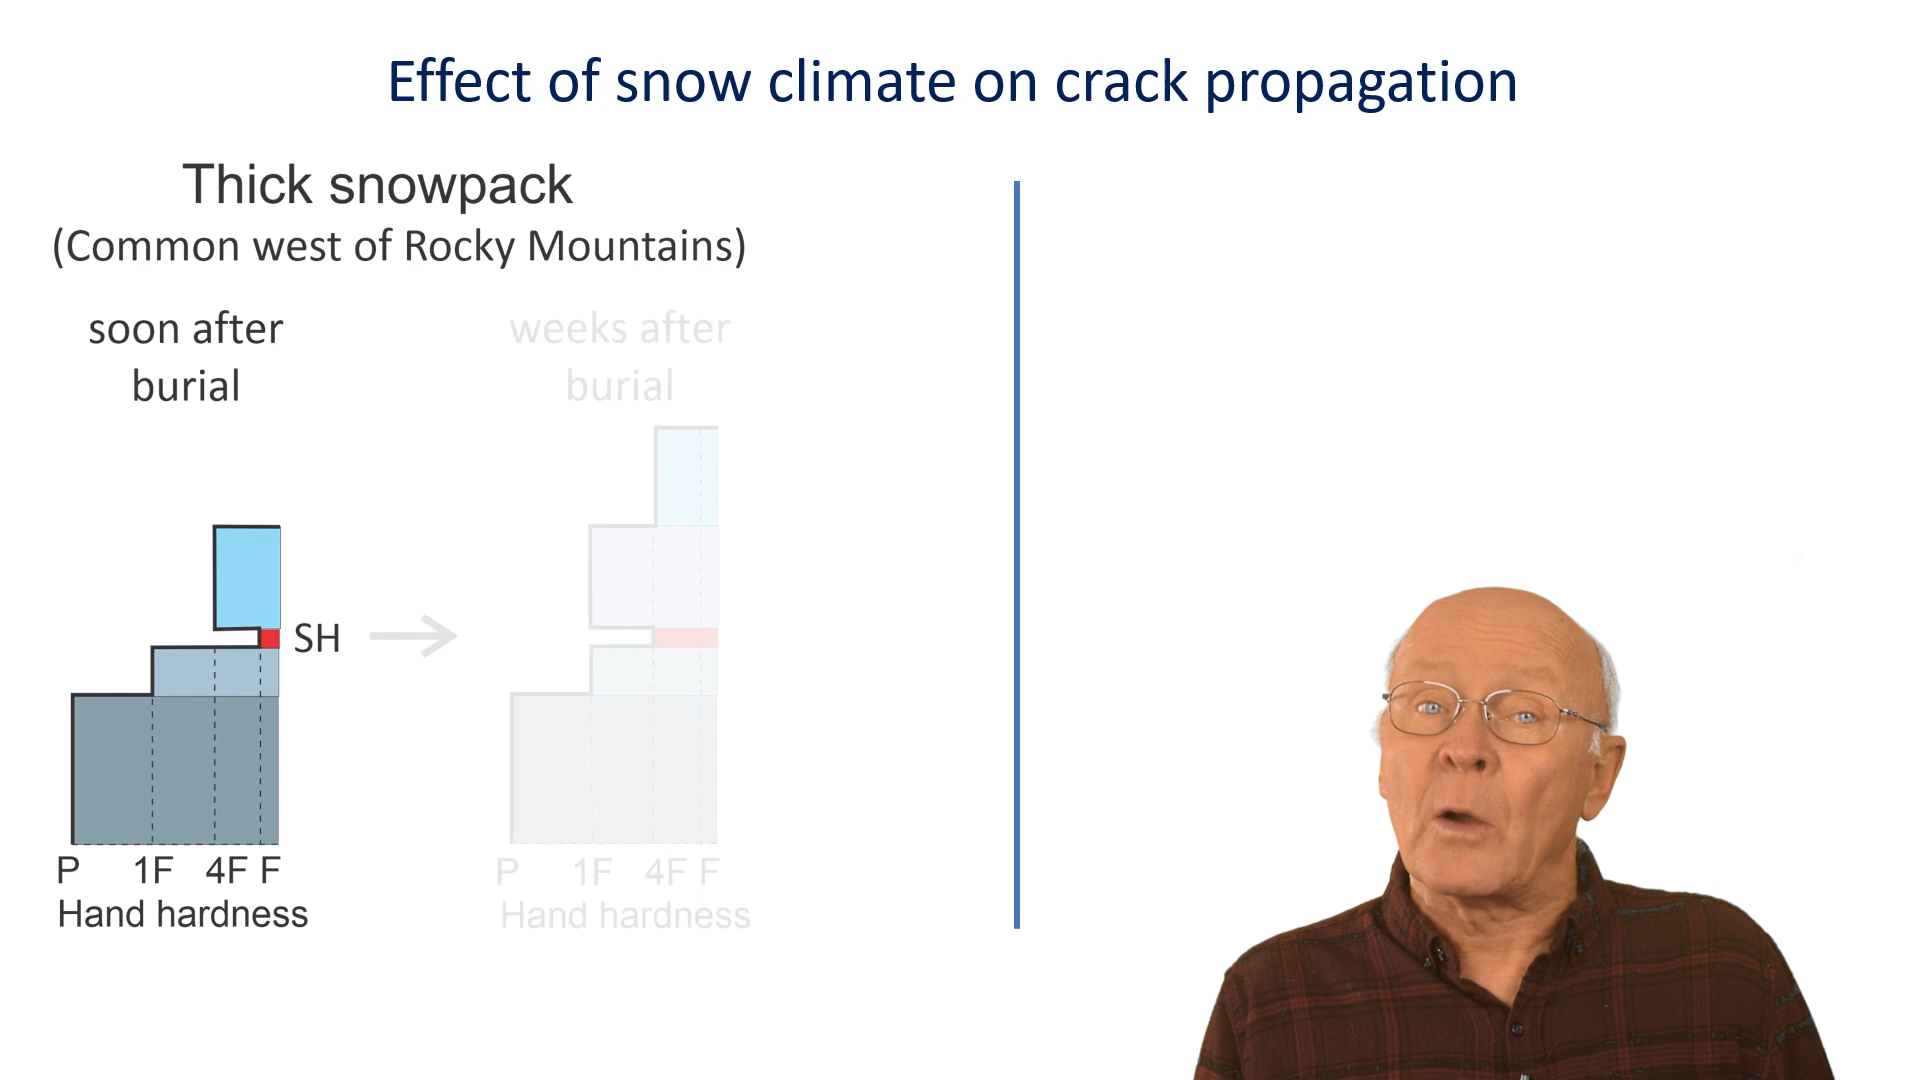 Effect of snow climate on crack propagation
Thick snowpack
(Common west of Rocky Mountains)
soon after
burial
weeks after
burial
SH
P 1F 4F F
Hand hardness
P 1F 4F F
Hand hardness